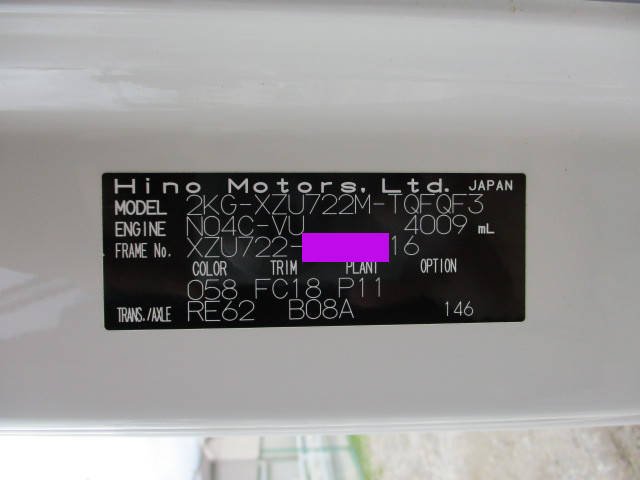 Hino Motors, Ltd. JAPAN
MODEL 2KG-XZU722M-TQFQF3
ENGINE N04C-VU 4009 mL
FRAME No. XZU722- 16
COLOR TRIM PLANT OPTION
058 FC18 P11
TRANS./AXLE RE62 B08A 146